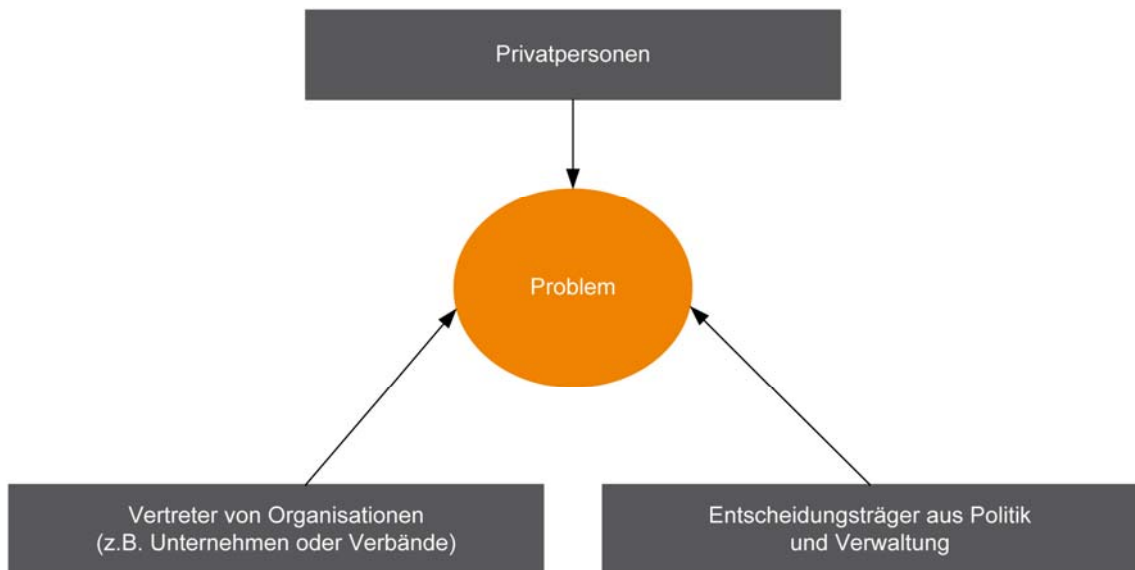 Privatpersonen
Problem
Vertreter von Organisationen
(z.B. Unternehmen oder Verbände)
Entscheidungsträger aus Politik
und Verwaltung